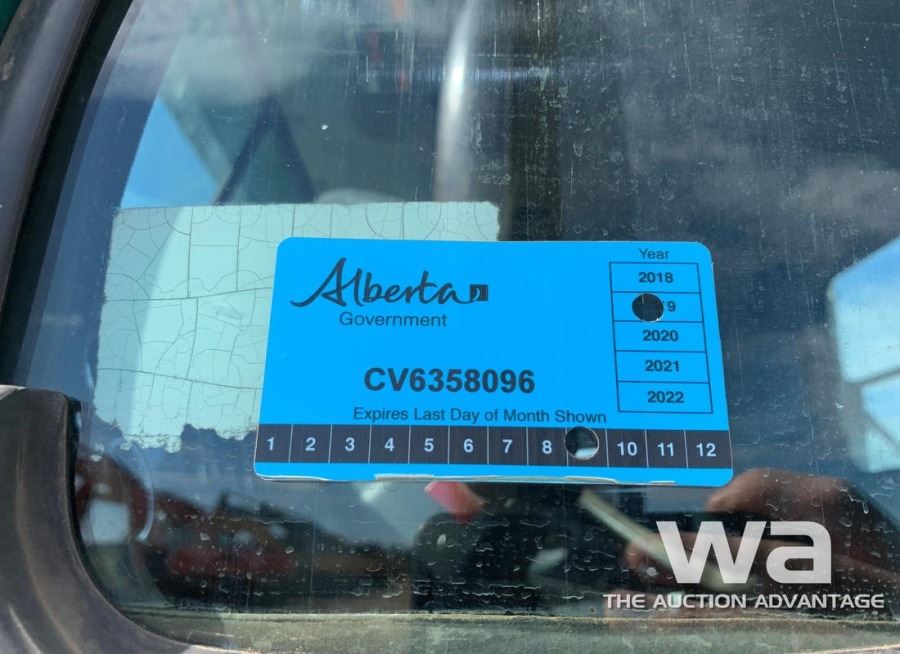 Alberta
Government
Year
2018
9
2020
2021
2022
CV6358096
Expires Last Day of Month Shown
1 2 3 4 5 6 7 8 10 11 12
wa
THE AUCTION ADVANTAGE